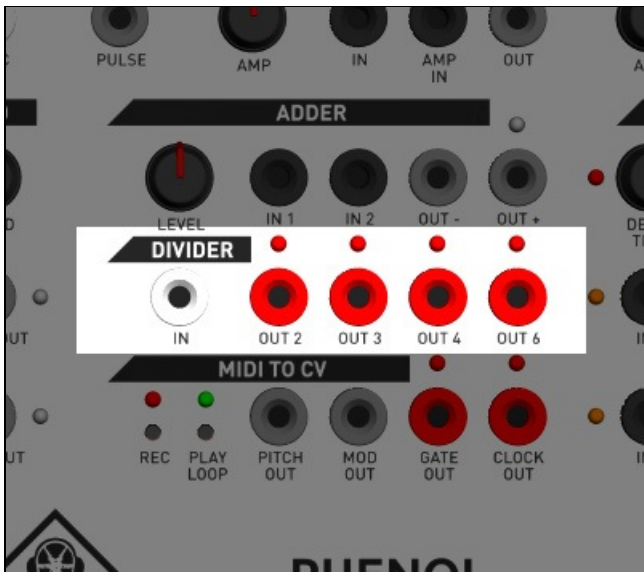 PULSE
AMP
IN
AMP
IN
OUT
ADDER
LEVEL
IN 1
IN 2
OUT -
OUT +
DIVIDER
IN
OUT 2
OUT 3
OUT 4
OUT 6
MIDI TO CV
REC
PLAY
LOOP
PITCH
OUT
MOD
OUT
GATE
OUT
CLOCK
OUT
PHENOL